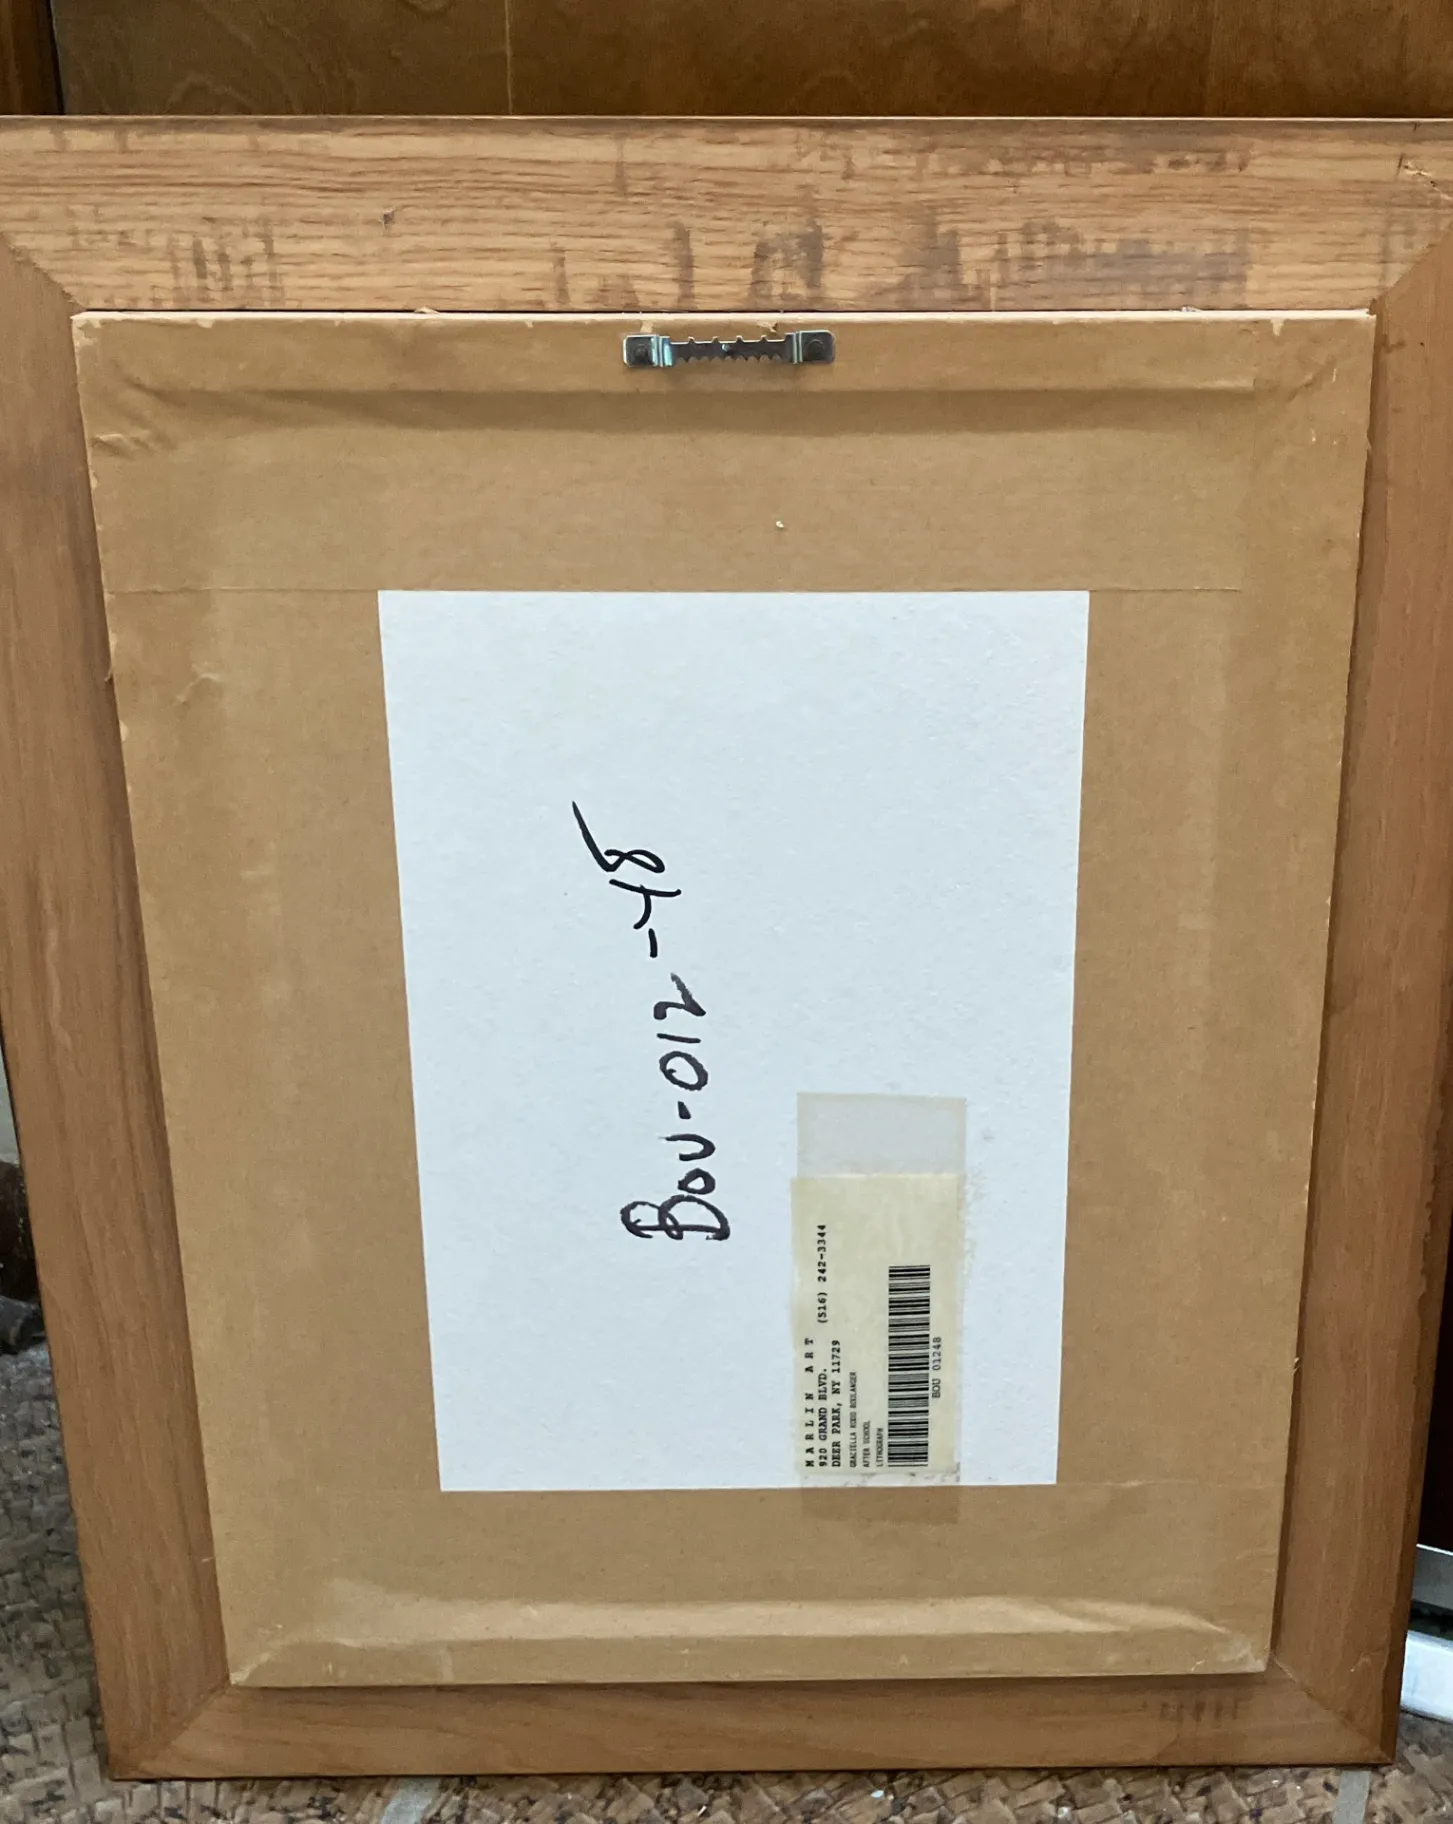 Bou-012-48
MARLIN ART (516) 242-3344
920 GRAND BLVD.
DEER PARK, NY 11729
GRACIELLA RODO BOULANGER
AFTER SCHOOL
LITHOGRAPH
BOU 01248